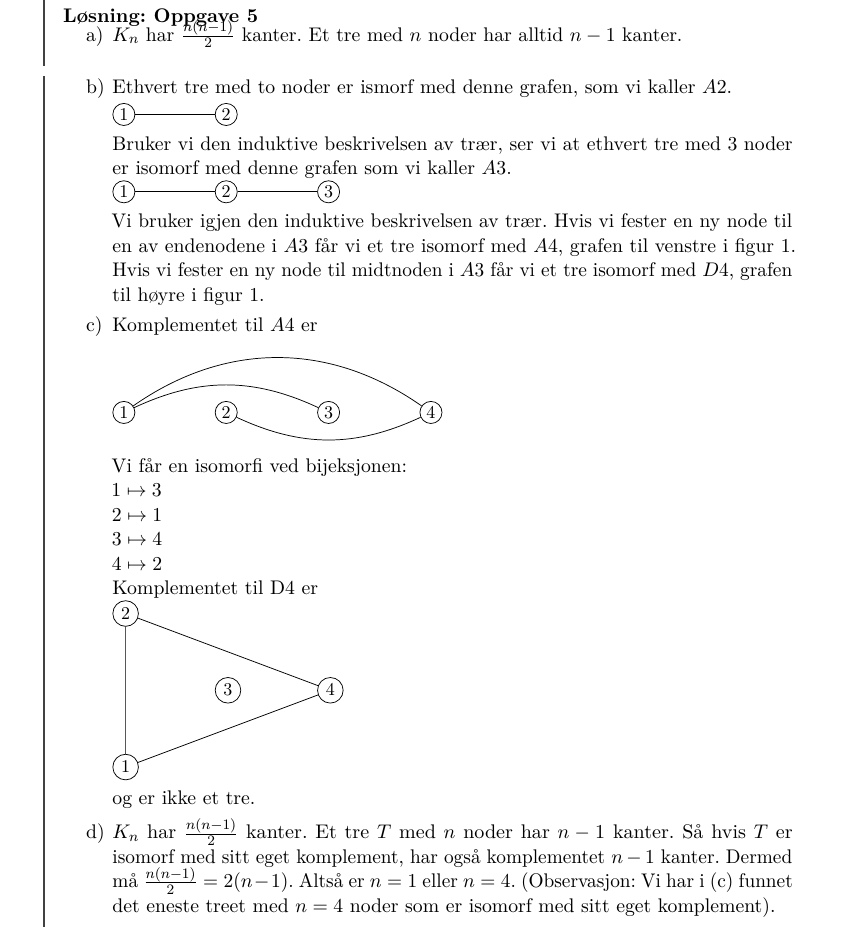 Løsning: Oppgave 5
a) Kn har n(n−1)/2 kanter. Et tre med n noder har alltid n − 1 kanter.
b) Ethvert tre med to noder er ismorf med denne grafen, som vi kaller A2.
1 2
Bruker vi den induktive beskrivelsen av trær, ser vi at ethvert tre med 3 noder
er isomorf med denne grafen som vi kaller A3.
1 2 3
Vi bruker igjen den induktive beskrivelsen av trær. Hvis vi fester en ny node til
en av endenodene i A3 får vi et tre isomorf med A4, grafen til venstre i figur 1.
Hvis vi fester en ny node til midtnoden i A3 får vi et tre isomorf med D4, grafen
til høyre i figur 1.
c) Komplementet til A4 er
1 2 3 4
Vi får en isomorfi ved bijeksjonen:
1 ↦ 3
2 ↦ 1
3 ↦ 4
4 ↦ 2
Komplementet til D4 er
2
3 4
1
og er ikke et tre.
d) Kn har n(n−1)/2 kanter. Et tre T med n noder har n − 1 kanter. Så hvis T er
isomorf med sitt eget komplement, har også komplementet n − 1 kanter. Dermed
må n(n−1)/2 = 2(n−1). Altså er n = 1 eller n = 4. (Observasjon: Vi har i (c) funnet
det eneste treet med n = 4 noder som er isomorf med sitt eget komplement).